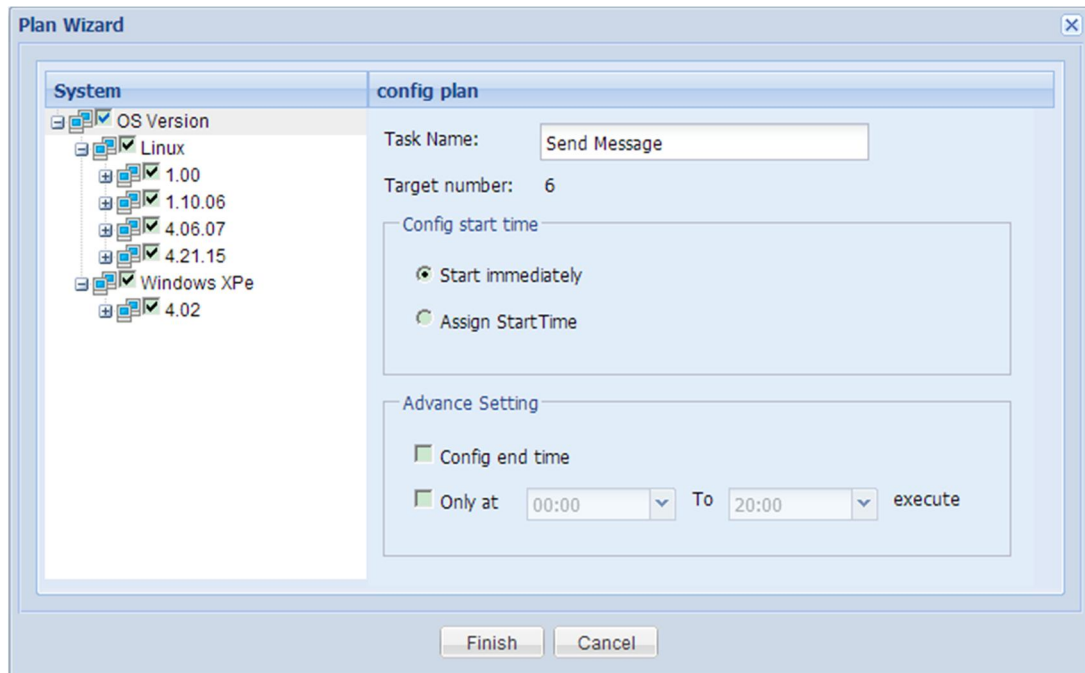 Plan Wizard
System
OS Version
Linux
1.00
1.10.06
4.06.07
4.21.15
Windows XPe
4.02
config plan
Task Name: Send Message
Target number: 6
Config start time
Start immediately
Assign StartTime
Advance Setting
Config end time
Only at 00:00 To 20:00 execute
Finish Cancel